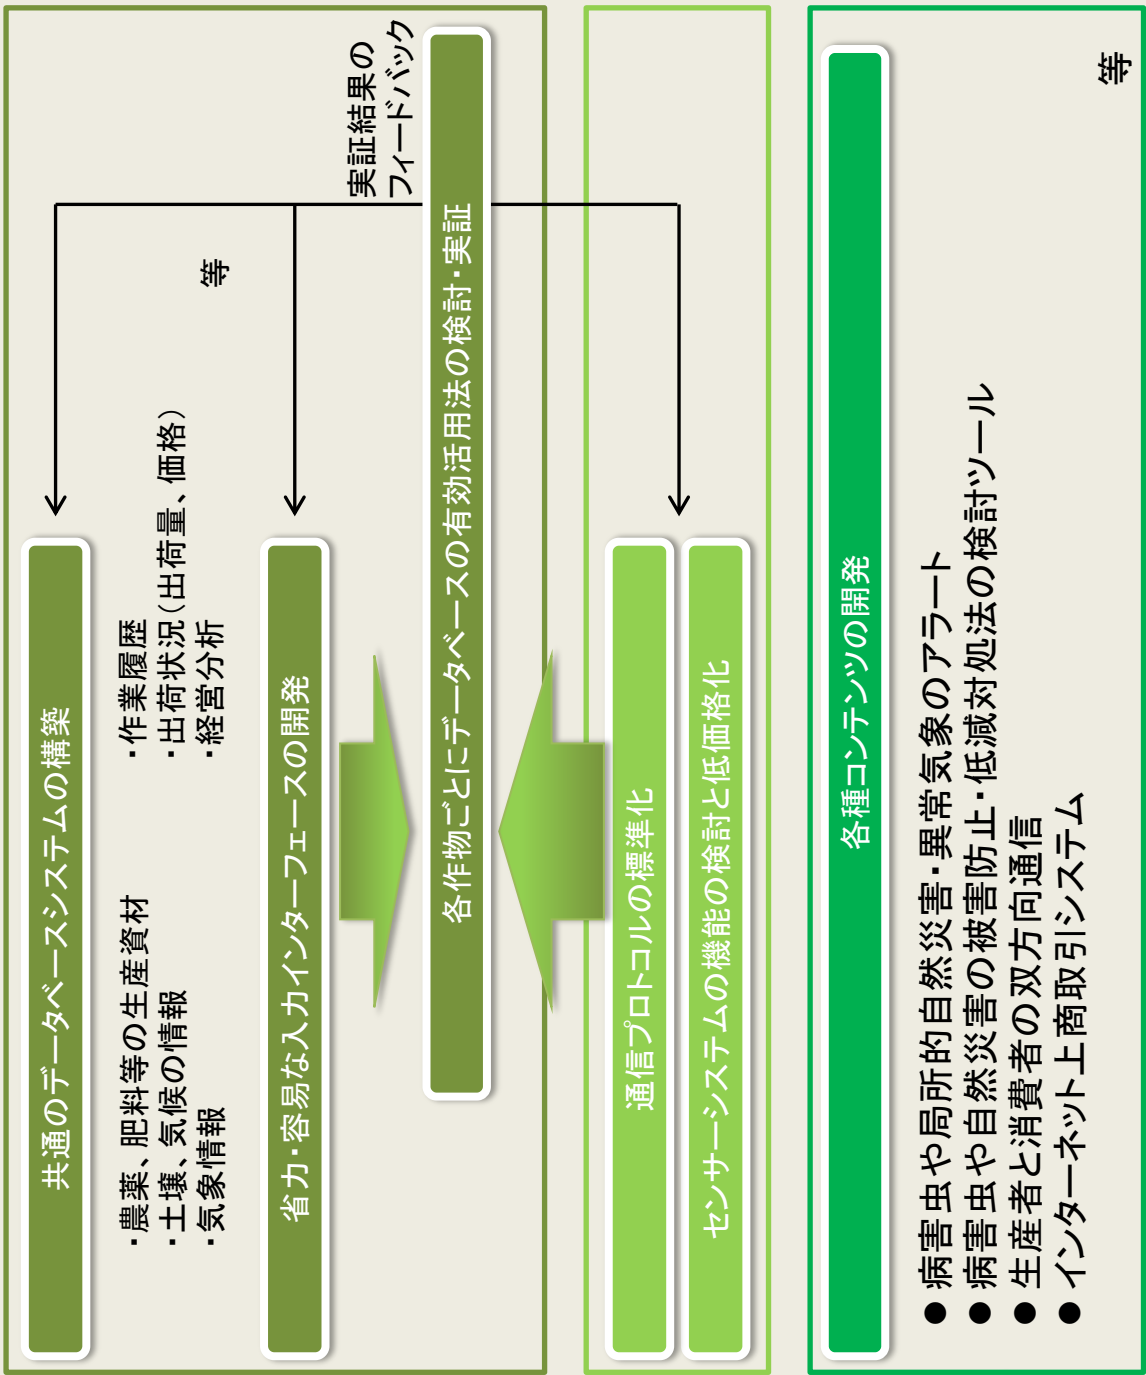 共通のデータベースシステムの構築
・農薬、肥料等の生産資材
・土壌、気候の情報
・気象情報
・作業履歴
・出荷状況（出荷量、価格）
・経営分析
等
省力・容易な入力インターフェースの開発
実証結果の
フィードバック
各作物ごとにデータベースの有効活用法の検討・実証
通信プロトコルの標準化
センサーシステムの機能の検討と低価格化
各種コンテンツの開発
● 病害虫や局所的自然災害・異常気象のアラート
● 病害虫や自然災害の被害防止・低減対処法の検討ツール
● 生産者と消費者の双方向通信
● インターネット上商取引システム
等